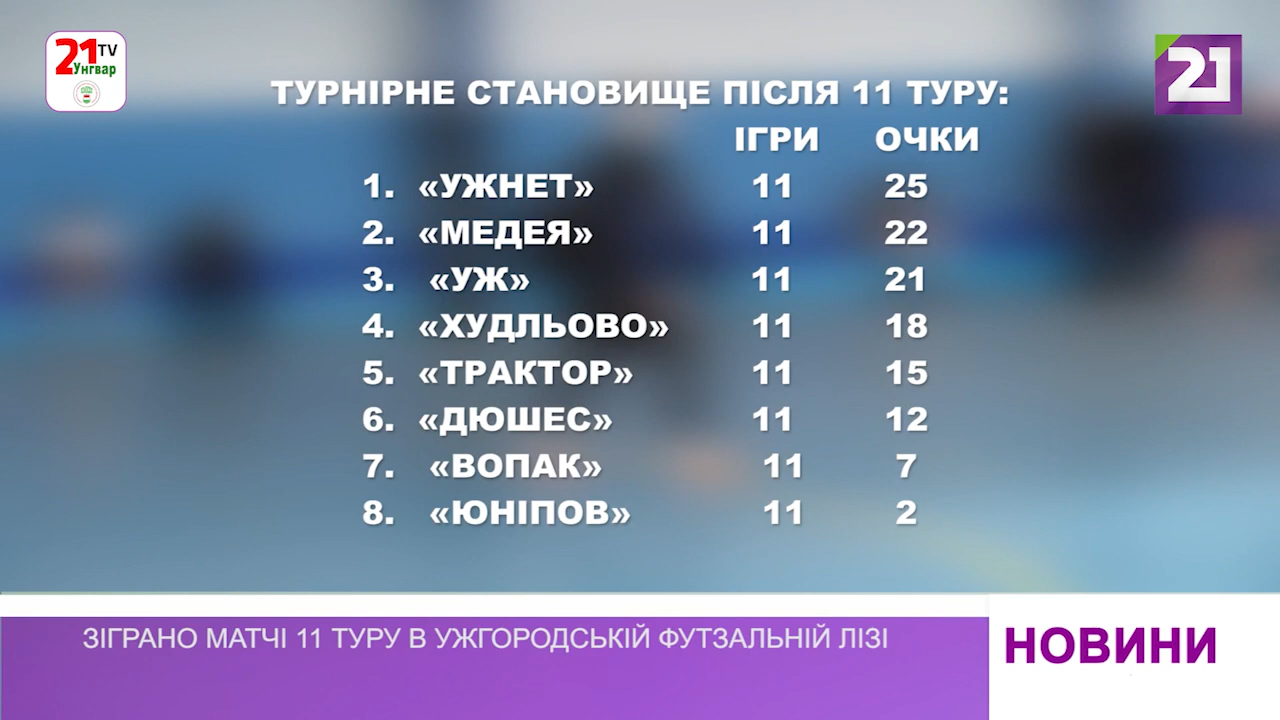 21 TV
Унгвар
21
ТУРНІРНЕ СТАНОВИЩЕ ПІСЛЯ 11 ТУРУ:
ІГРИ ОЧКИ
1. «УЖНЕТ» 11 25
2. «МЕДЕЯ» 11 22
3. «УЖ» 11 21
4. «ХУДЛЬОВО» 11 18
5. «ТРАКТОР» 11 15
6. «ДЮШЕС» 11 12
7. «ВОПАК» 11 7
8. «ЮНІПОВ» 11 2
ЗІГРАНО МАТЧІ 11 ТУРУ В УЖГОРОДСЬКІЙ ФУТЗАЛЬНІЙ ЛІЗІ
НОВИНИ